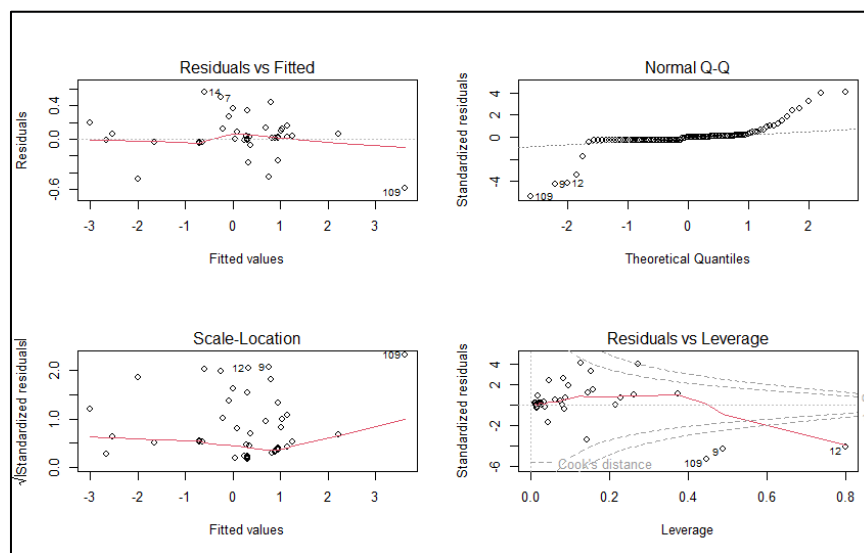 Residuals vs Fitted
Residuals
0.4
0.0
-0.6
14
7
109
-3 -2 -1 0 1 2 3
Fitted values
Normal Q-Q
Standardized residuals
4
2
0
-4
109
9
12
-2 -1 0 1 2
Theoretical Quantiles
Scale-Location
√|Standardized residuals|
2.0
1.0
0.0
12
9
109
-3 -2 -1 0 1 2 3
Fitted values
Residuals vs Leverage
Standardized residuals
4
2
0
-6
Cook's distance
109
9
12
0.0 0.2 0.4 0.6 0.8
Leverage